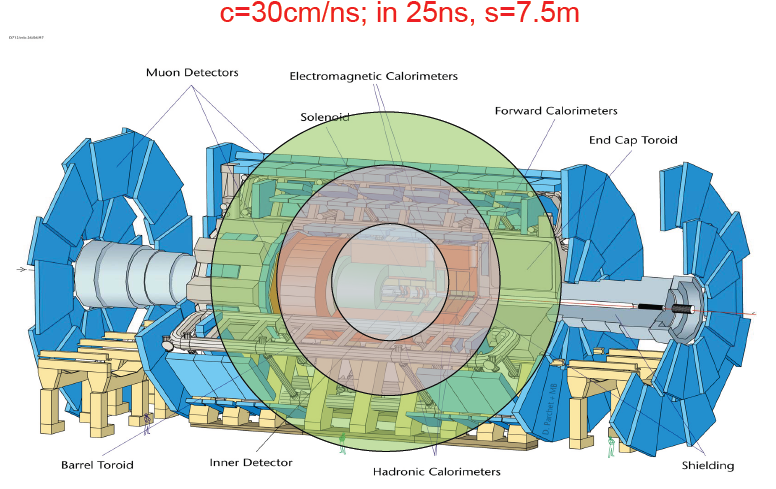 c=30cm/ns; in 25ns, s=7.5m
Muon Detectors
Electromagnetic Calorimeters
Solenoid
Forward Calorimeters
End Cap Toroid
Barrel Toroid
Inner Detector
Hadronic Calorimeters
Shielding